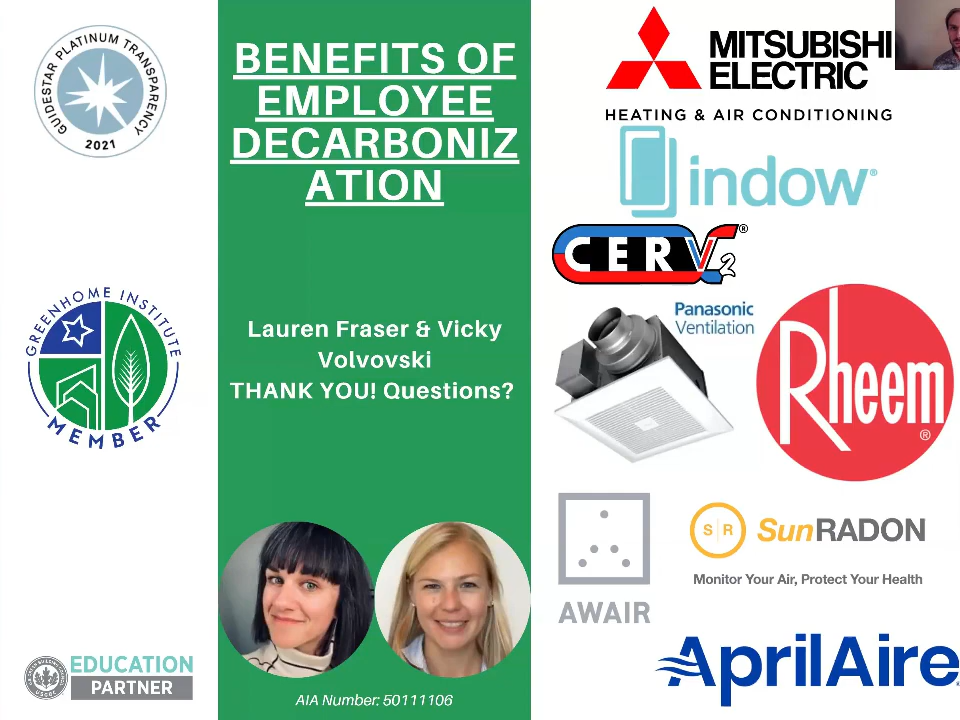 GUIDESTAR PLATINUM TRANSPARENCY
2021
GREENHOME INSTITUTE
MEMBER
EDUCATION
PARTNER
USGBC
BENEFITS OF
EMPLOYEE
DECARBONIZ
ATION
Lauren Fraser & Vicky
Volvovski
THANK YOU! Questions?
AIA Number: 50111106
MITSUBISHI
ELECTRIC
HEATING & AIR CONDITIONING
indow®
CERV2®
Panasonic
Ventilation
Rheem®
AWAIR
S|R SunRADON
Monitor Your Air, Protect Your Health
AprilAire